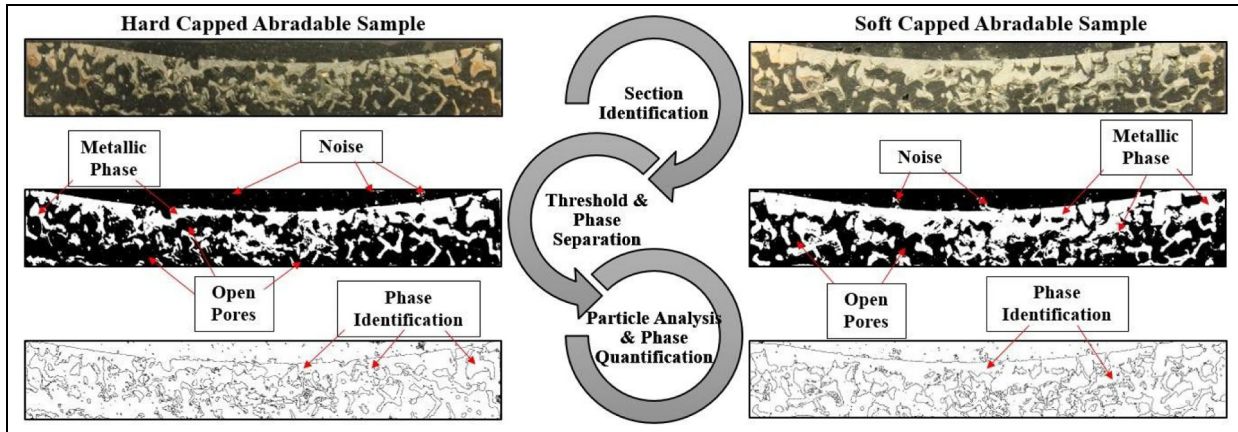 Hard Capped Abradable Sample
Soft Capped Abradable Sample
Section
Identification
Metallic
Phase
Noise
Noise
Metallic
Phase
Threshold &
Phase
Separation
Open
Pores
Phase
Identification
Open
Pores
Phase
Identification
Particle Analysis
& Phase
Quantification